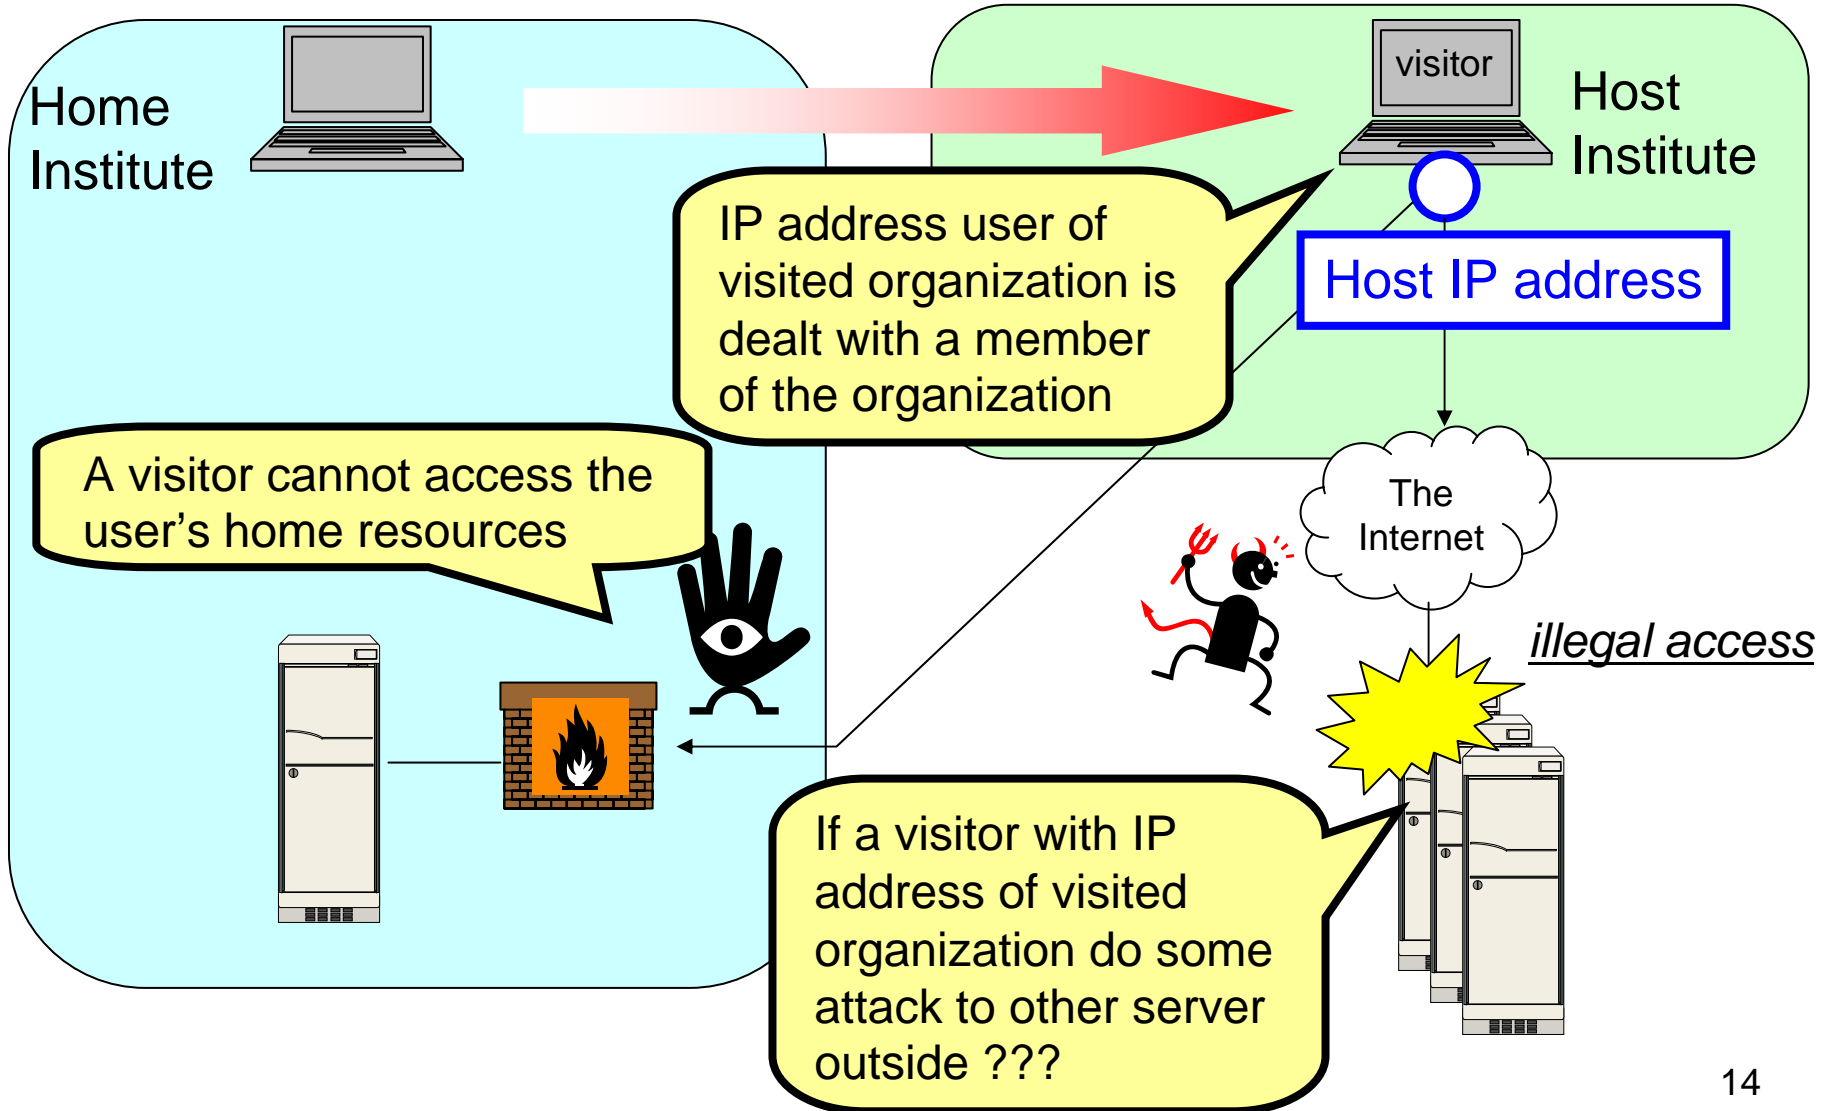 Home
Institute
visitor
Host
Institute
IP address user of
visited organization is
dealt with a member
of the organization
Host IP address
A visitor cannot access the
user’s home resources
The
Internet
illegal access
If a visitor with IP
address of visited
organization do some
attack to other server
outside ???
14